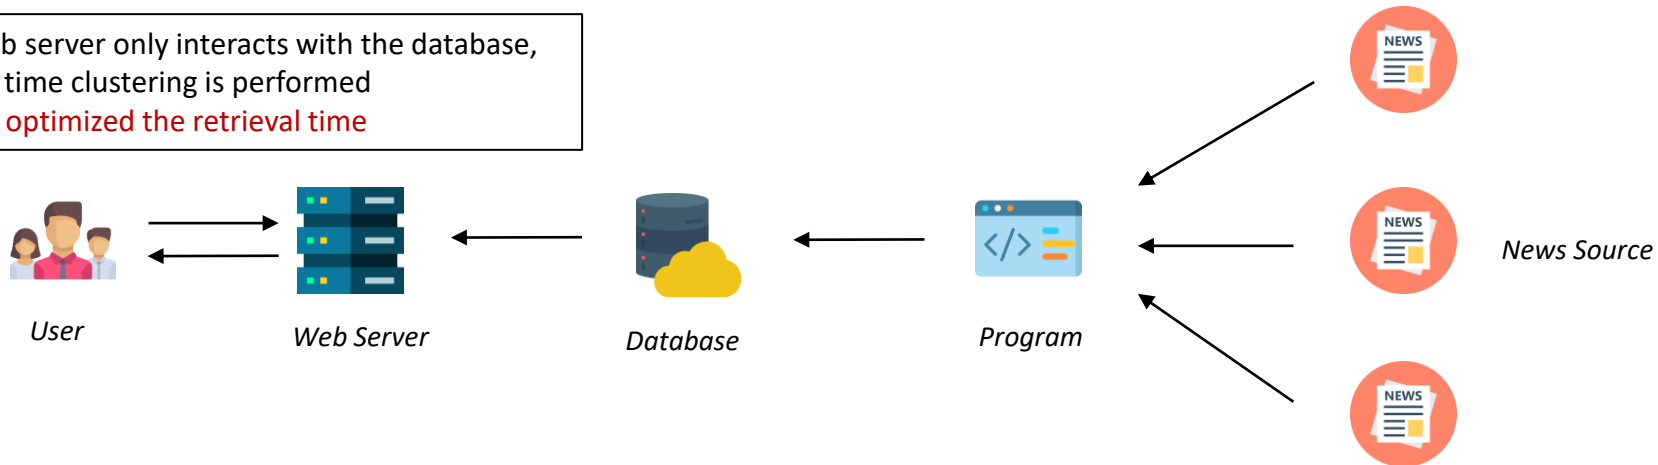 b server only interacts with the database,
time clustering is performed
optimized the retrieval time
NEWS
NEWS
News Source
User
Web Server
Database
Program
NEWS